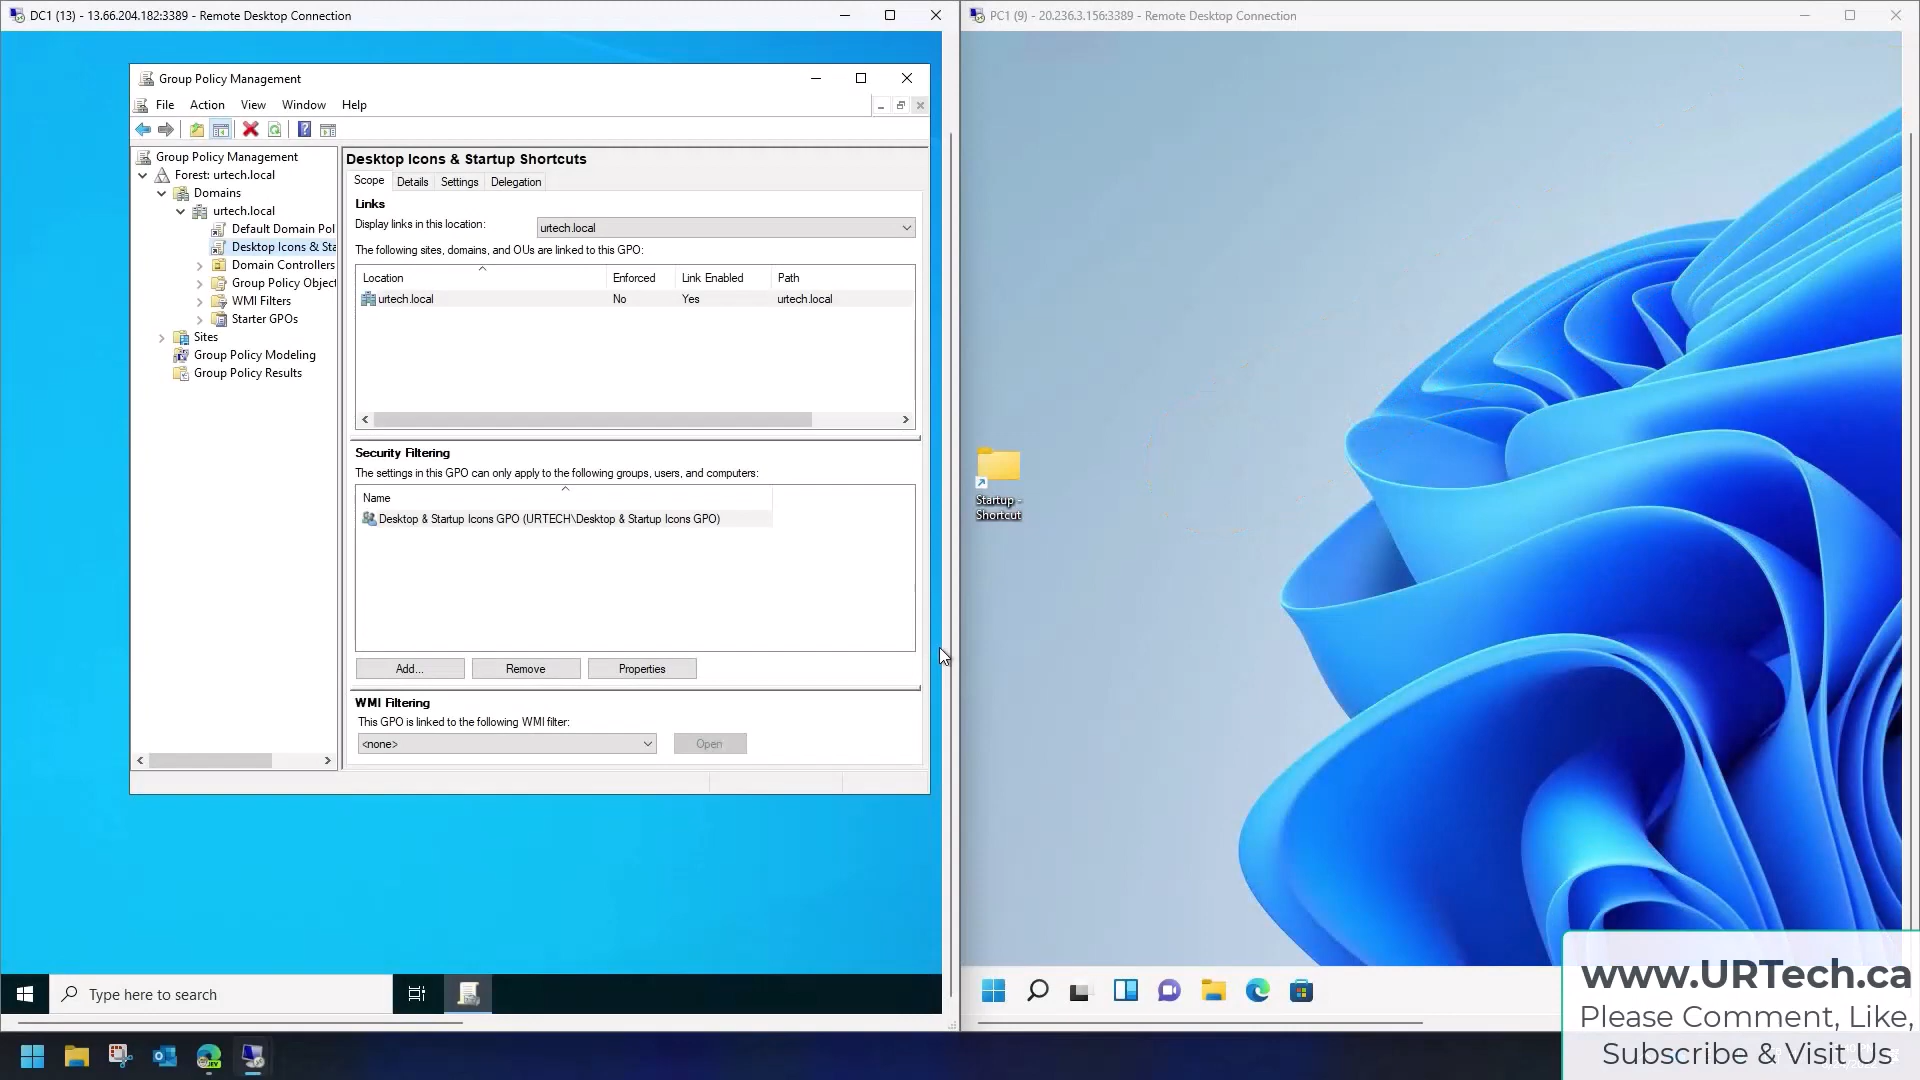 DC1 (13) - 13.66.204.182:3389 - Remote Desktop Connection
PC1 (9) - 20.236.3.156:3389 - Remote Desktop Connection
Group Policy Management
File Action View Window Help
Group Policy Management
Forest: urtech.local
Domains
urtech.local
Default Domain Pol
Desktop Icons & Sta
Domain Controllers
Group Policy Object
WMI Filters
Starter GPOs
Sites
Group Policy Modeling
Group Policy Results
Desktop Icons & Startup Shortcuts
Scope Details Settings Delegation
Links
Display links in this location: urtech.local
The following sites, domains, and OUs are linked to this GPO:
Location Enforced Link Enabled Path
urtech.local No Yes urtech.local
Security Filtering
The settings in this GPO can only apply to the following groups, users, and computers:
Name
Desktop & Startup Icons GPO (URTECH\Desktop & Startup Icons GPO)
Add... Remove Properties
WMI Filtering
This GPO is linked to the following WMI filter:
<none> Open
Startup -
Shortcut
Type here to search
www.URTech.ca
Please Comment, Like,
Subscribe & Visit Us